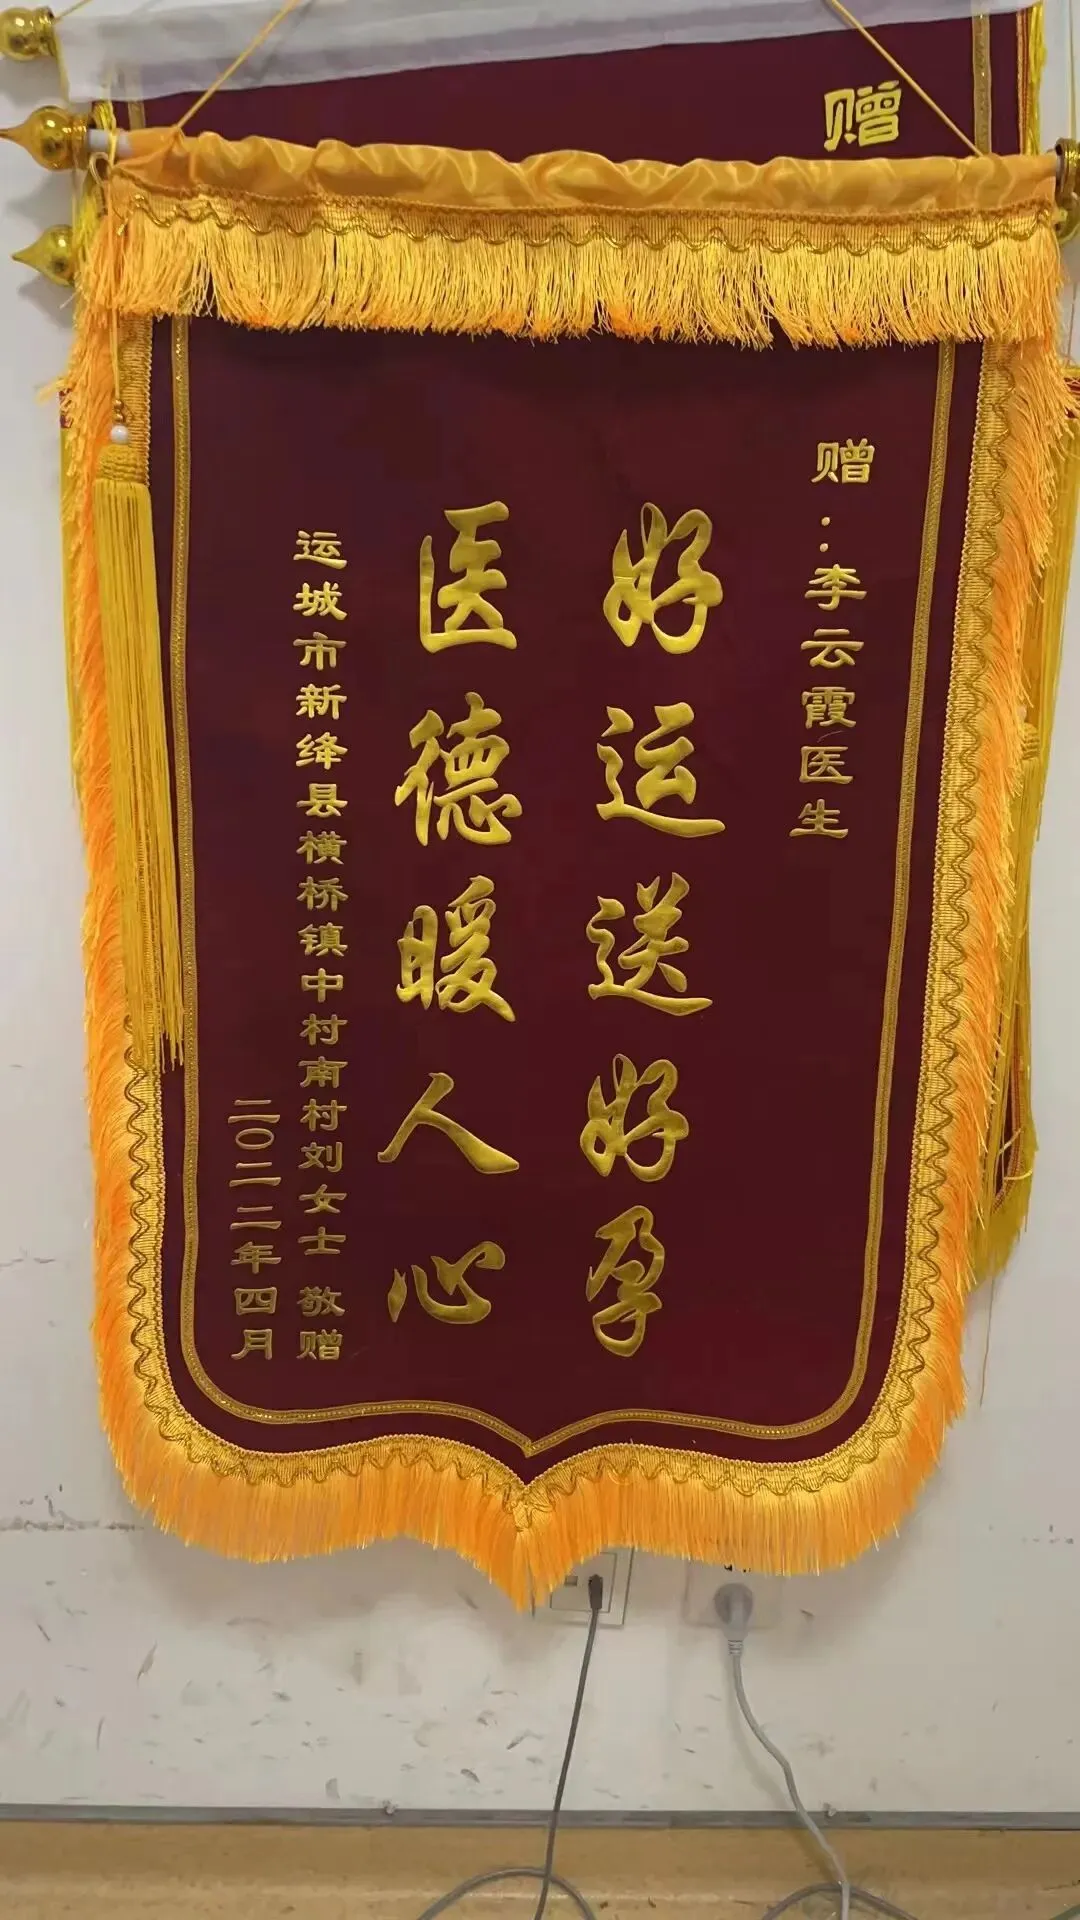 赠
赠：李云霞医生
好运送好孕
医德暖人心
运城市新绛县横桥镇中村南村刘女士 敬赠
二〇二二年四月